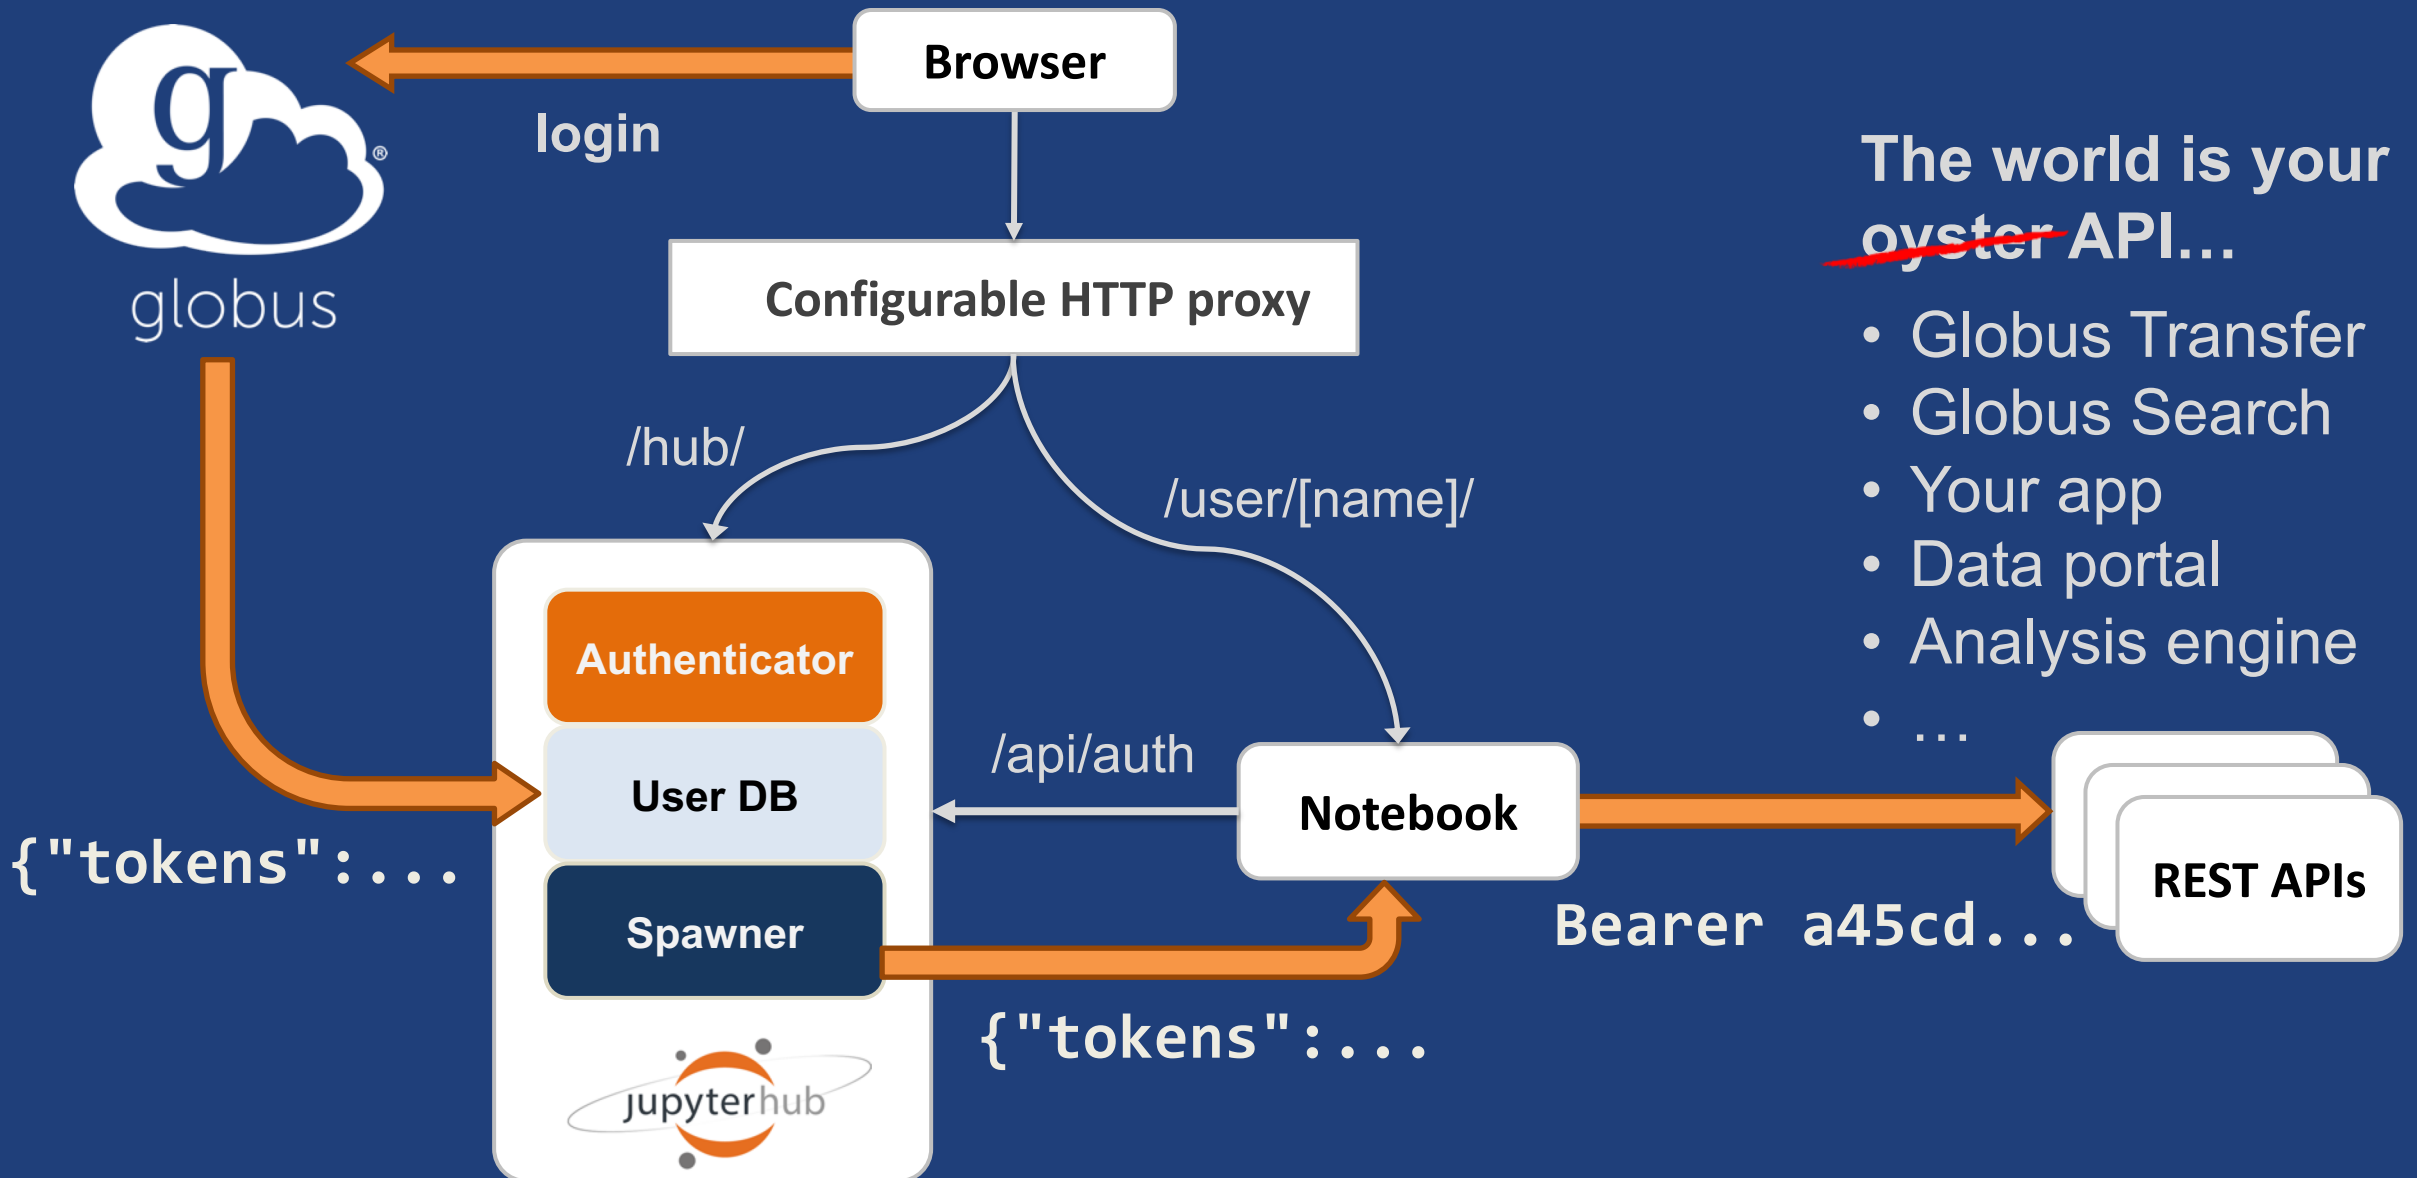 Browser
g
®
globus
login
Configurable HTTP proxy
The world is your
oyster API...
• Globus Transfer
• Globus Search
• Your app
• Data portal
• Analysis engine
• ...
/hub/
/user/[name]/
Authenticator
User DB
Spawner
jupyterhub
/api/auth
Notebook
REST APIs
{"tokens":...
{"tokens":...
Bearer a45cd...